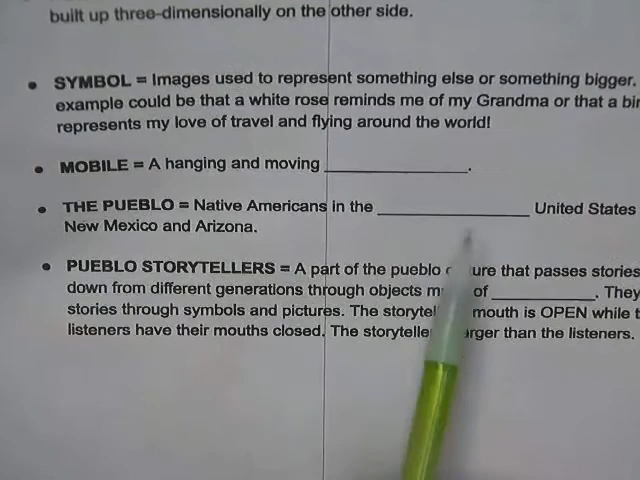 built up three-dimensionally on the other side.
• SYMBOL = Images used to represent something else or something bigger.
example could be that a white rose reminds me of my Grandma or that a bir
represents my love of travel and flying around the world!
• MOBILE = A hanging and moving _______________.
• THE PUEBLO = Native Americans in the _________________ United States
New Mexico and Arizona.
• PUEBLO STORYTELLERS = A part of the pueblo c ure that passes stories
down from different generations through objects m of ____________. They
stories through symbols and pictures. The storytel mouth is OPEN while t
listeners have their mouths closed. The storytelle arger than the listeners.